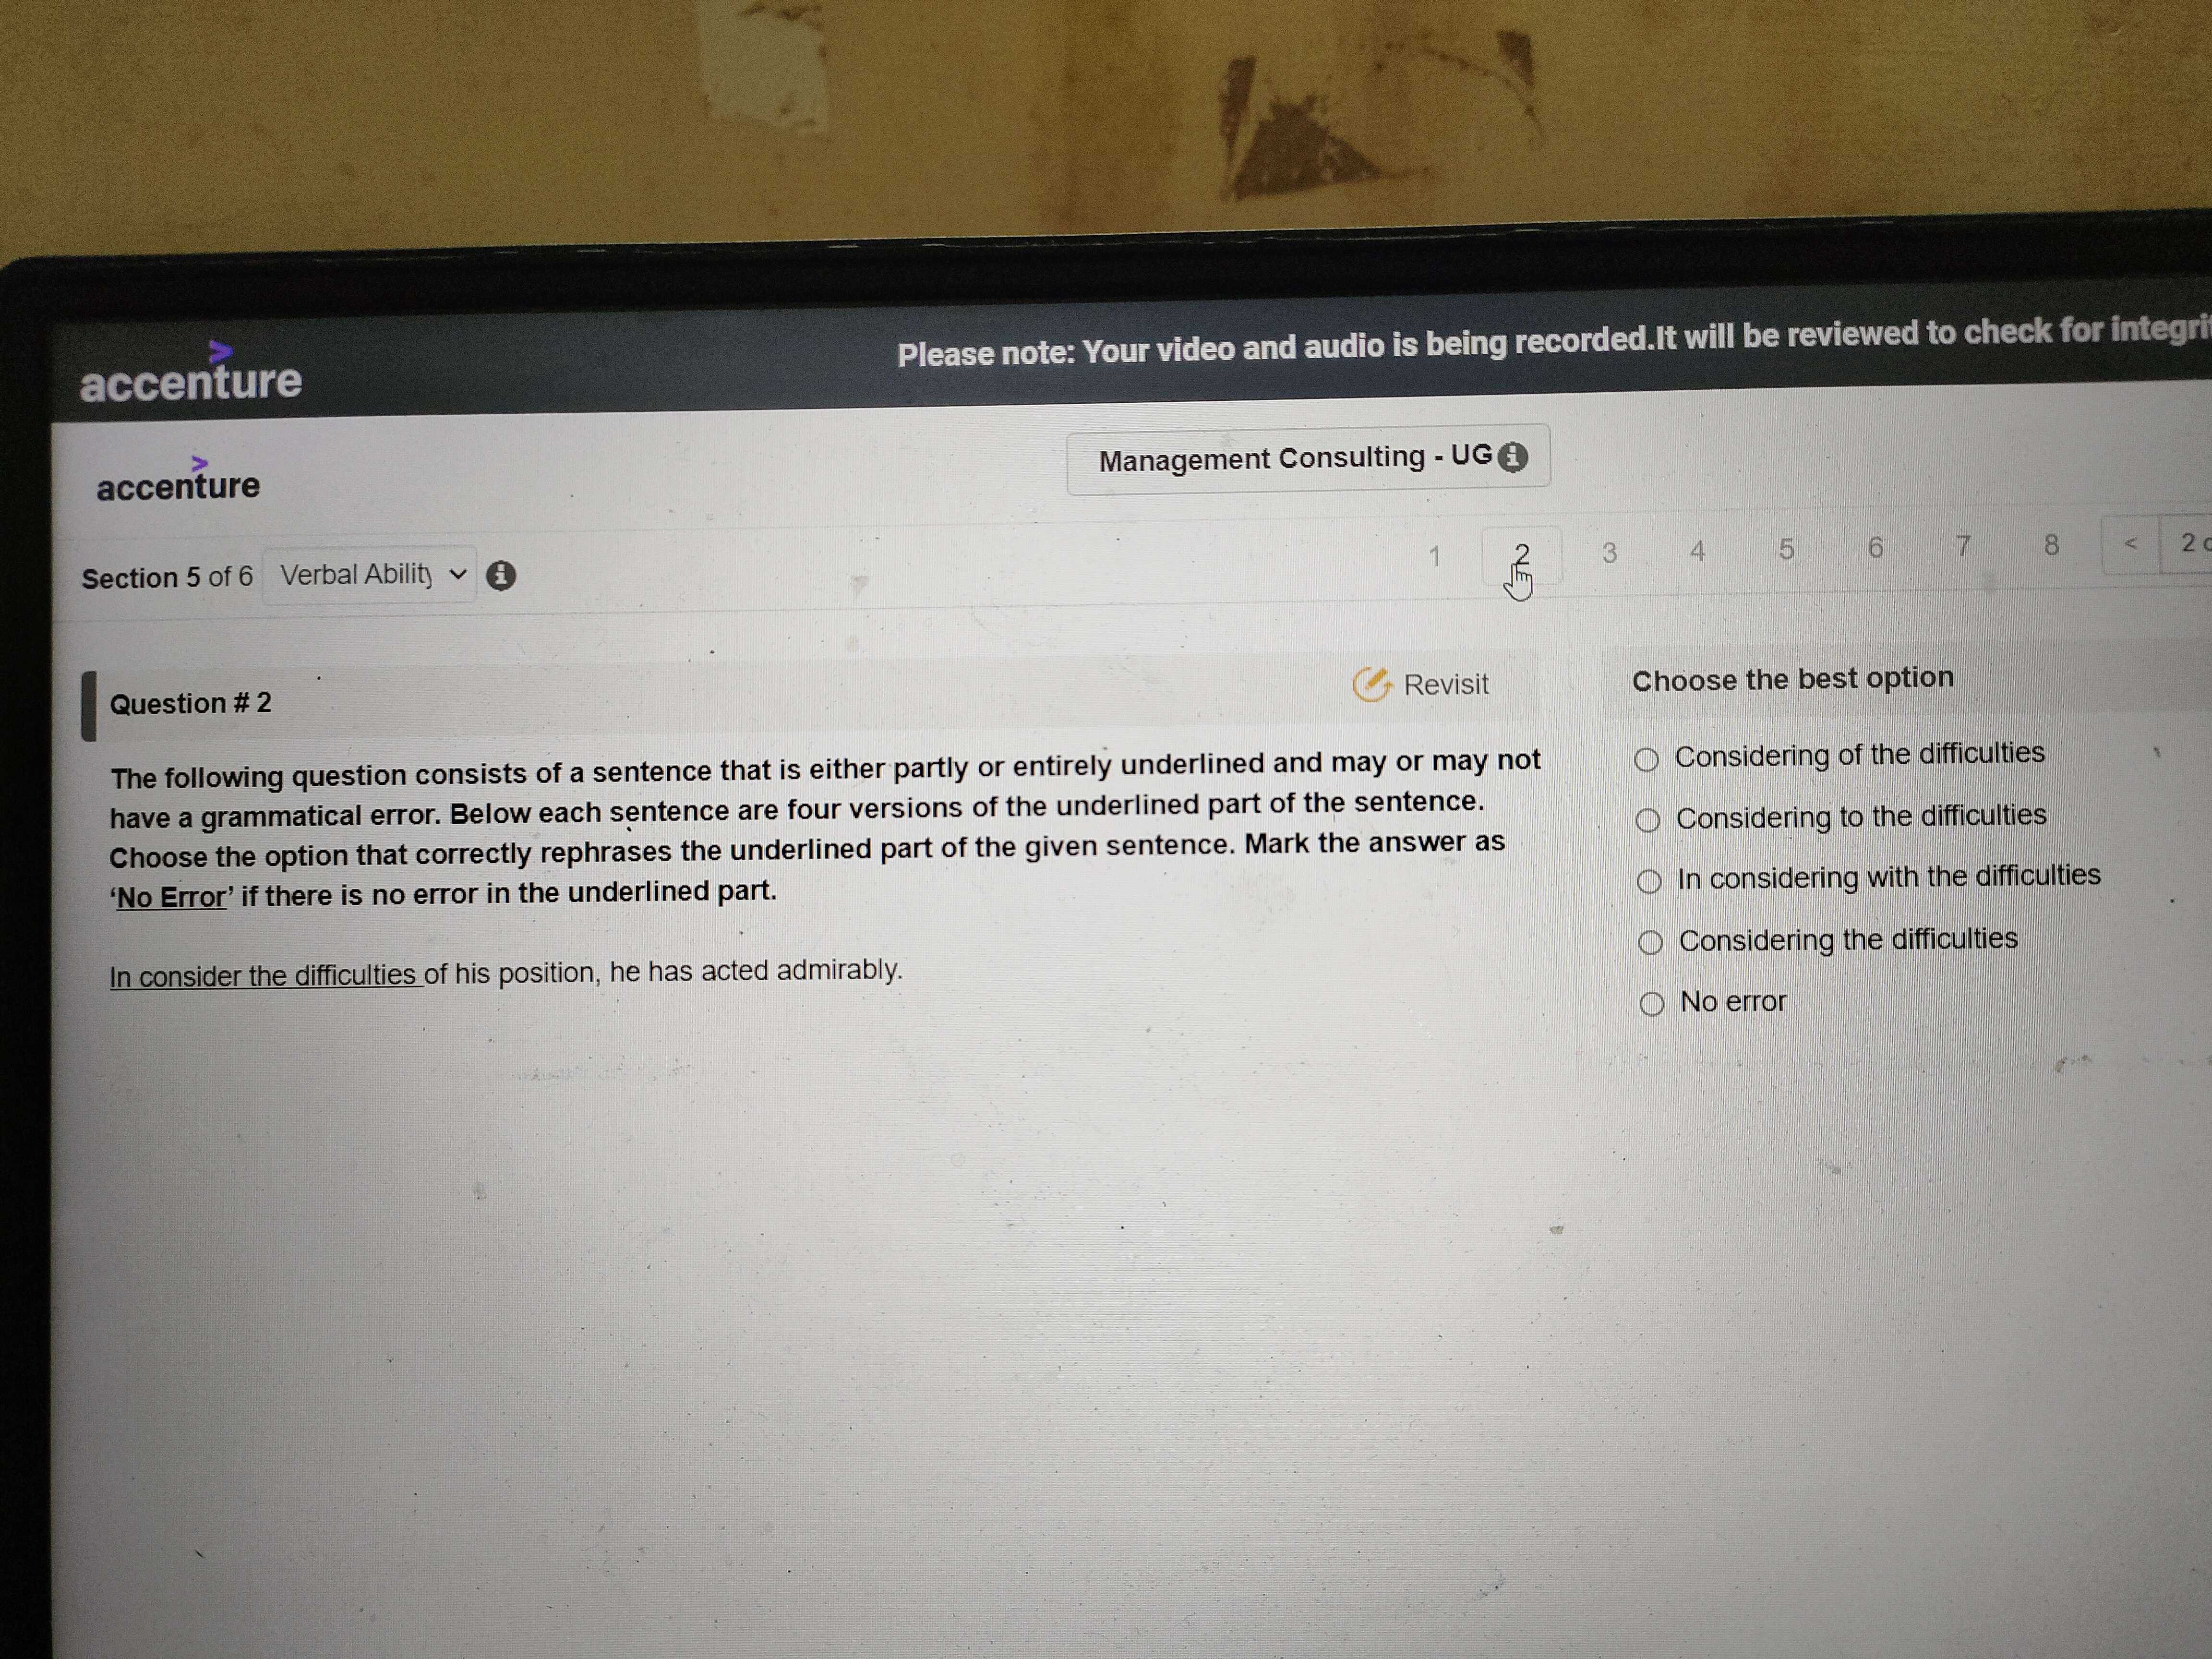 accenture
Please note: Your video and audio is being recorded.It will be reviewed to check for
accenture
Management Consulting - UG
Section 5 of 6 Verbal Ability
1 2 3 4 5 6 7 8 < 2
Question # 2
Revisit
The following question consists of a sentence that is either partly or entirely underlined and may or may not
have a grammatical error. Below each sentence are four versions of the underlined part of the sentence.
Choose the option that correctly rephrases the underlined part of the given sentence. Mark the answer as
‘No Error’ if there is no error in the underlined part.
In consider the difficulties of his position, he has acted admirably.
Choose the best option
Considering of the difficulties
Considering to the difficulties
In considering with the difficulties
Considering the difficulties
No error